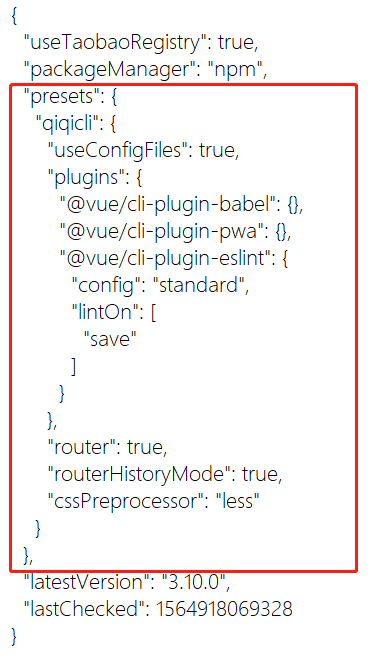 {
  "useTaobaoRegistry": true,
  "packageManager": "npm",
  "presets": {
    "qiqicli": {
      "useConfigFiles": true,
      "plugins": {
        "@vue/cli-plugin-babel": {},
        "@vue/cli-plugin-pwa": {},
        "@vue/cli-plugin-eslint": {
          "config": "standard",
          "lintOn": [
            "save"
          ]
        }
      },
      "router": true,
      "routerHistoryMode": true,
      "cssPreprocessor": "less"
    }
  },
  "latestVersion": "3.10.0",
  "lastChecked": 1564918069328
}